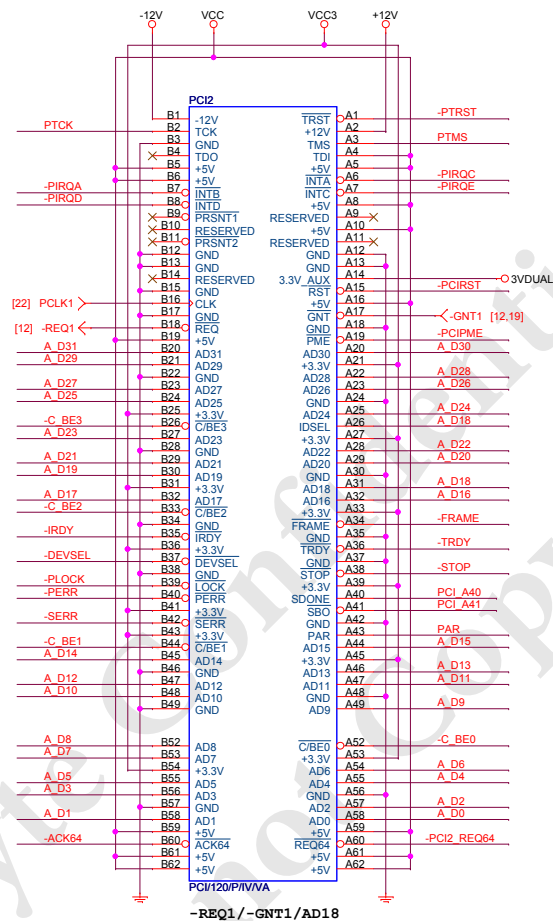 -12V VCC VCC3 +12V
PCI2
B1 -12V TRST A1 -PTRST
PTCK B2 TCK +12V A2
B3 GND TMS A3 PTMS
B4 TDO TDI A4
B5 +5V +5V A5
B6 +5V INTA A6 -PIRQC
-PIRQA B7 INTB INTC A7 -PIRQE
-PIRQD B8 INTD +5V A8
B9 PRSNT1 RESERVED A9
B10 RESERVED +5V A10
B11 PRSNT2 RESERVED A11
B12 GND GND A12
B13 GND GND A13
B14 RESERVED 3.3V_AUX A14 3VDUAL
B15 GND RST A15 -PCIRST
[22] PCLK1 B16 CLK +5V A16
B17 GND GNT A17 -GNT1 [12,19]
[12] -REQ1 B18 REQ GND A18
B19 +5V PME A19 -PCIPME
A_D31 B20 AD31 AD30 A20 A_D30
A_D29 B21 AD29 +3.3V A21
B22 GND AD28 A22 A_D28
A_D27 B23 AD27 AD26 A23 A_D26
A_D25 B24 AD25 GND A24
B25 +3.3V AD24 A25 A_D24
-C_BE3 B26 C/BE3 IDSEL A26 A_D18
A_D23 B27 AD23 +3.3V A27
B28 GND AD22 A28 A_D22
A_D21 B29 AD21 AD20 A29 A_D20
A_D19 B30 AD19 GND A30
B31 +3.3V AD18 A31 A_D18
A_D17 B32 AD17 AD16 A32 A_D16
-C_BE2 B33 C/BE2 +3.3V A33
B34 GND FRAME A34 -FRAME
-IRDY B35 IRDY GND A35
B36 +3.3V TRDY A36 -TRDY
-DEVSEL B37 DEVSEL GND A37
B38 GND STOP A38 -STOP
-PLOCK B39 LOCK +3.3V A39
-PERR B40 PERR SDONE A40 PCI_A40
B41 +3.3V SBO A41 PCI_A41
-SERR B42 SERR GND A42
B43 +3.3V PAR A43 PAR
-C_BE1 B44 C/BE1 AD15 A44 A_D15
A_D14 B45 AD14 +3.3V A45
B46 GND AD13 A46 A_D13
A_D12 B47 AD12 AD11 A47 A_D11
A_D10 B48 AD10 GND A48
B49 GND AD9 A49 A_D9
A_D8 B52 AD8 C/BE0 A52 -C_BE0
A_D7 B53 AD7 +3.3V A53
B54 +3.3V AD6 A54 A_D6
A_D5 B55 AD5 AD4 A55 A_D4
A_D3 B56 AD3 GND A56
B57 GND AD2 A57 A_D2
A_D1 B58 AD1 AD0 A58 A_D0
B59 +5V +5V A59
-ACK64 B60 ACK64 REQ64 A60 -PCI2_REQ64
B61 +5V +5V A61
B62 +5V +5V A62
PCI/120/P/IV/VA
-REQ1/-GNT1/AD18